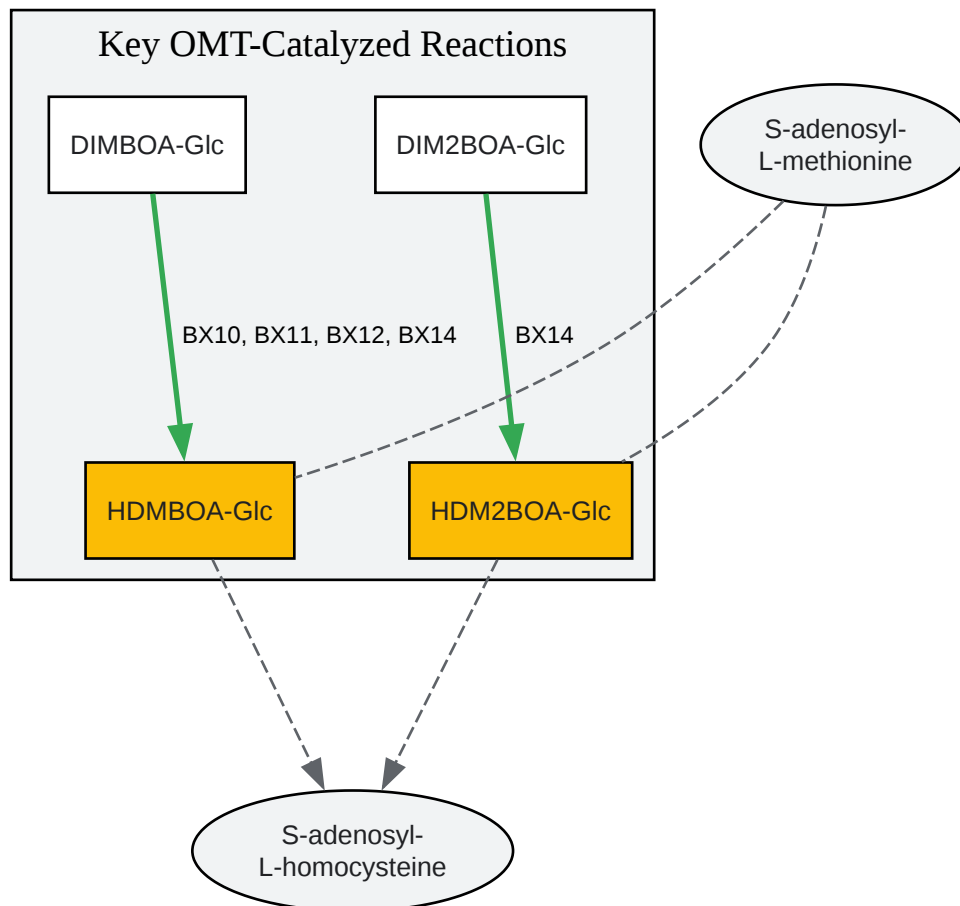 Key OMT-Catalyzed Reactions
DIMBOA-Glc
DIM2BOA-Glc
S-adenosyl-
L-methionine
BX10, BX11, BX12, BX14
BX14
HDMBOA-Glc
HDM2BOA-Glc
S-adenosyl-
L-homocysteine